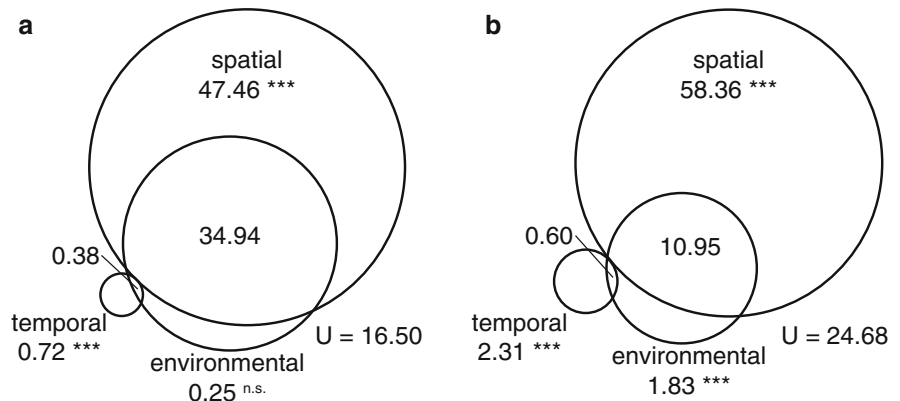 a
spatial
47.46 ***
34.94
0.38
temporal
0.72 ***
environmental
0.25 n.s.
U = 16.50
b
spatial
58.36 ***
10.95
0.60
temporal
2.31 ***
environmental
1.83 ***
U = 24.68